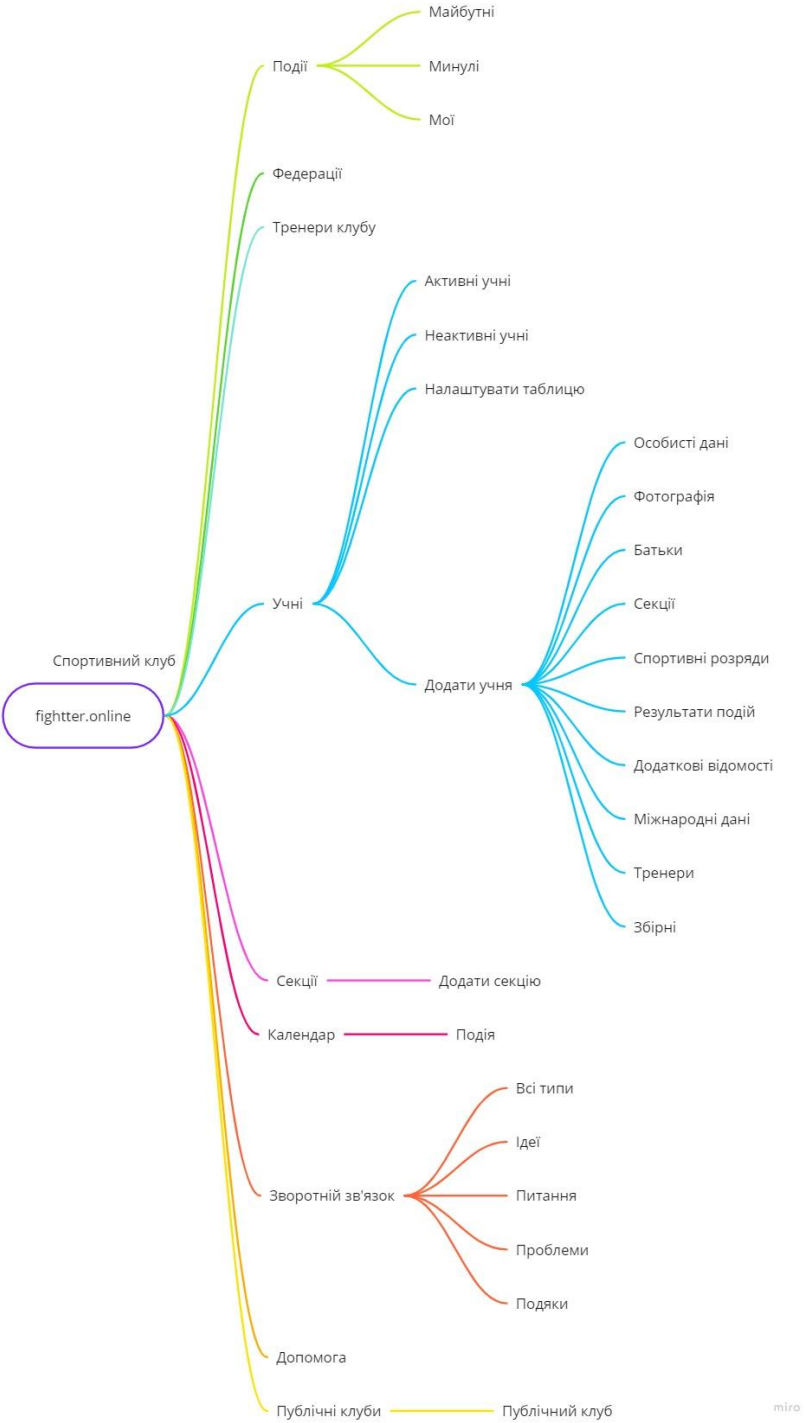 Майбутні
Події
Минулі
Мої
Федерації
Тренери клубу
Активні учні
Неактивні учні
Налаштувати таблицю
Особисті дані
Фотографія
Батьки
Учні
Секції
Спортивний клуб
Спортивні розряди
Додати учня
fightter.online
Результати подій
Додаткові відомості
Міжнародні дані
Тренери
Збірні
Секції
Додати секцію
Календар
Подія
Всі типи
Ідеї
Зворотній зв'язок
Питання
Проблеми
Подяки
Допомога
Публічні клуби
Публічний клуб
miro